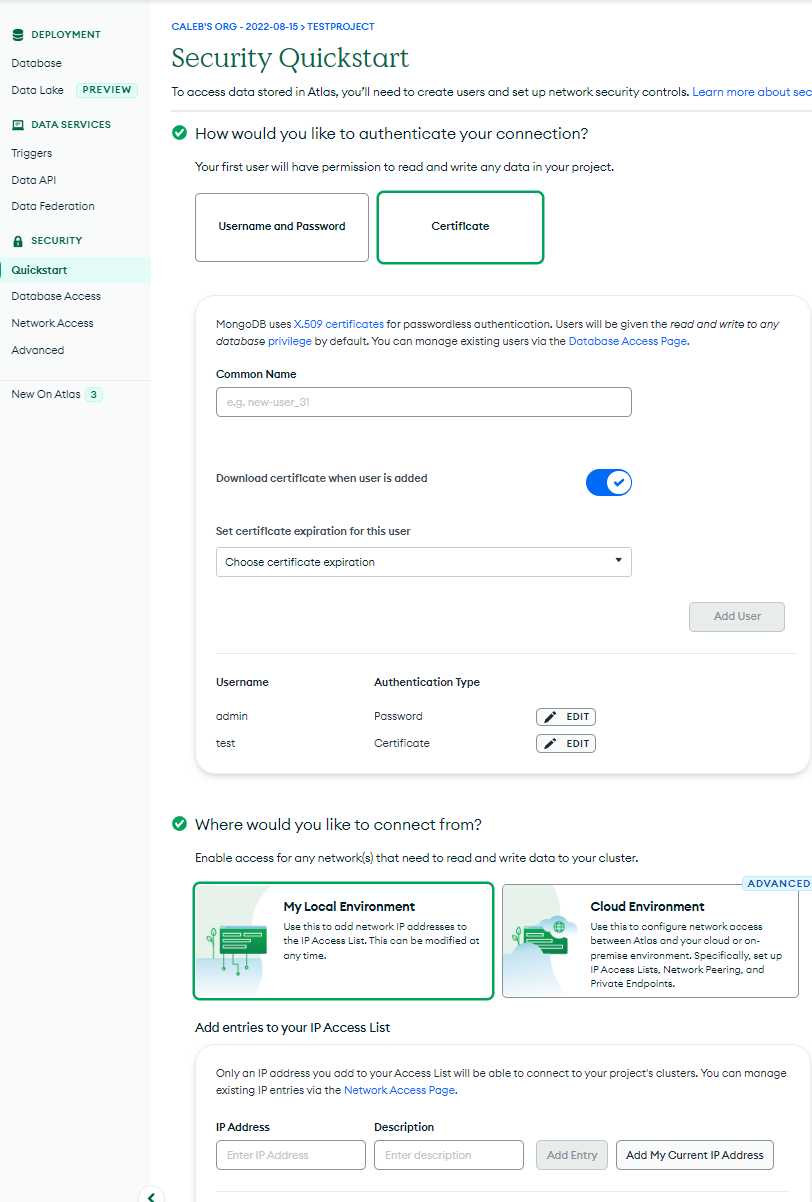 DEPLOYMENT
Database
Data Lake PREVIEW
DATA SERVICES
Triggers
Data API
Data Federation
SECURITY
Quickstart
Database Access
Network Access
Advanced
New On Atlas 3
CALEB'S ORG - 2022-08-15 > TESTPROJECT
Security Quickstart
To access data stored in Atlas, you'll need to create users and set up network security controls. Learn more about sec
How would you like to authenticate your connection?
Your first user will have permission to read and write any data in your project.
Username and Password
Certificate
MongoDB uses X.509 certificates for passwordless authentication. Users will be given the read and write to any
database privilege by default. You can manage existing users via the Database Access Page.
Common Name
e.g. new-user_31
Download certificate when user is added
Set certificate expiration for this user
Choose certificate expiration
Add User
Username Authentication Type
admin Password EDIT
test Certificate EDIT
Where would you like to connect from?
Enable access for any network(s) that need to read and write data to your cluster.
My Local Environment
Use this to add network IP addresses to
the IP Access List. This can be modified at
any time.
ADVANCED
Cloud Environment
Use this to configure network access
between Atlas and your cloud or on-
premise environment. Specifically, set up
IP Access Lists, Network Peering, and
Private Endpoints.
Add entries to your IP Access List
Only an IP address you add to your Access List will be able to connect to your project's clusters. You can manage
existing IP entries via the Network Access Page.
IP Address Description
Enter IP Address Enter description Add Entry Add My Current IP Address